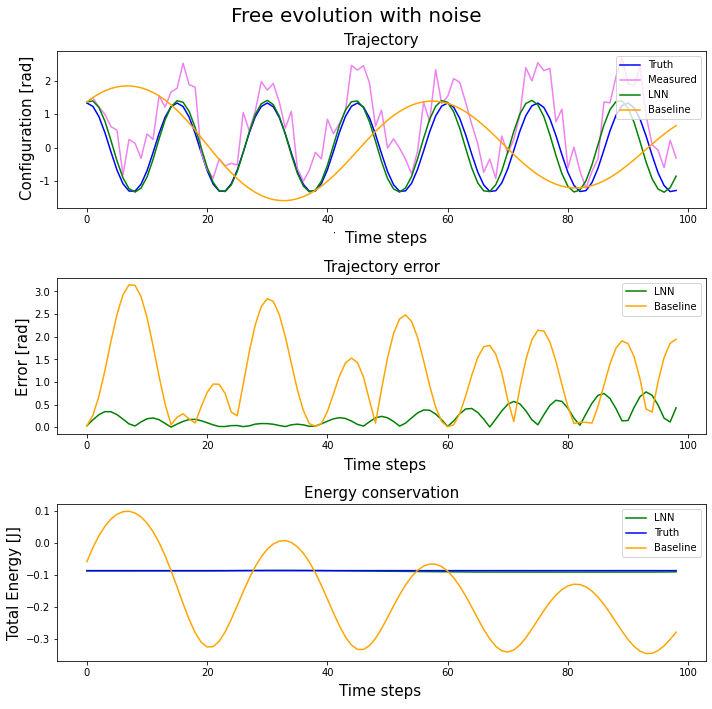 Free evolution with noise
Trajectory
Configuration [rad]
2
1
0
−1
Truth
Measured
LNN
Baseline
0 20 40 60 80 100
Time steps
Trajectory error
Error [rad]
3.0
2.5
2.0
1.5
1.0
0.5
0.0
LNN
Baseline
0 20 40 60 80 100
Time steps
Energy conservation
Total Energy [J]
0.1
0.0
−0.1
−0.2
−0.3
LNN
Truth
Baseline
0 20 40 60 80 100
Time steps